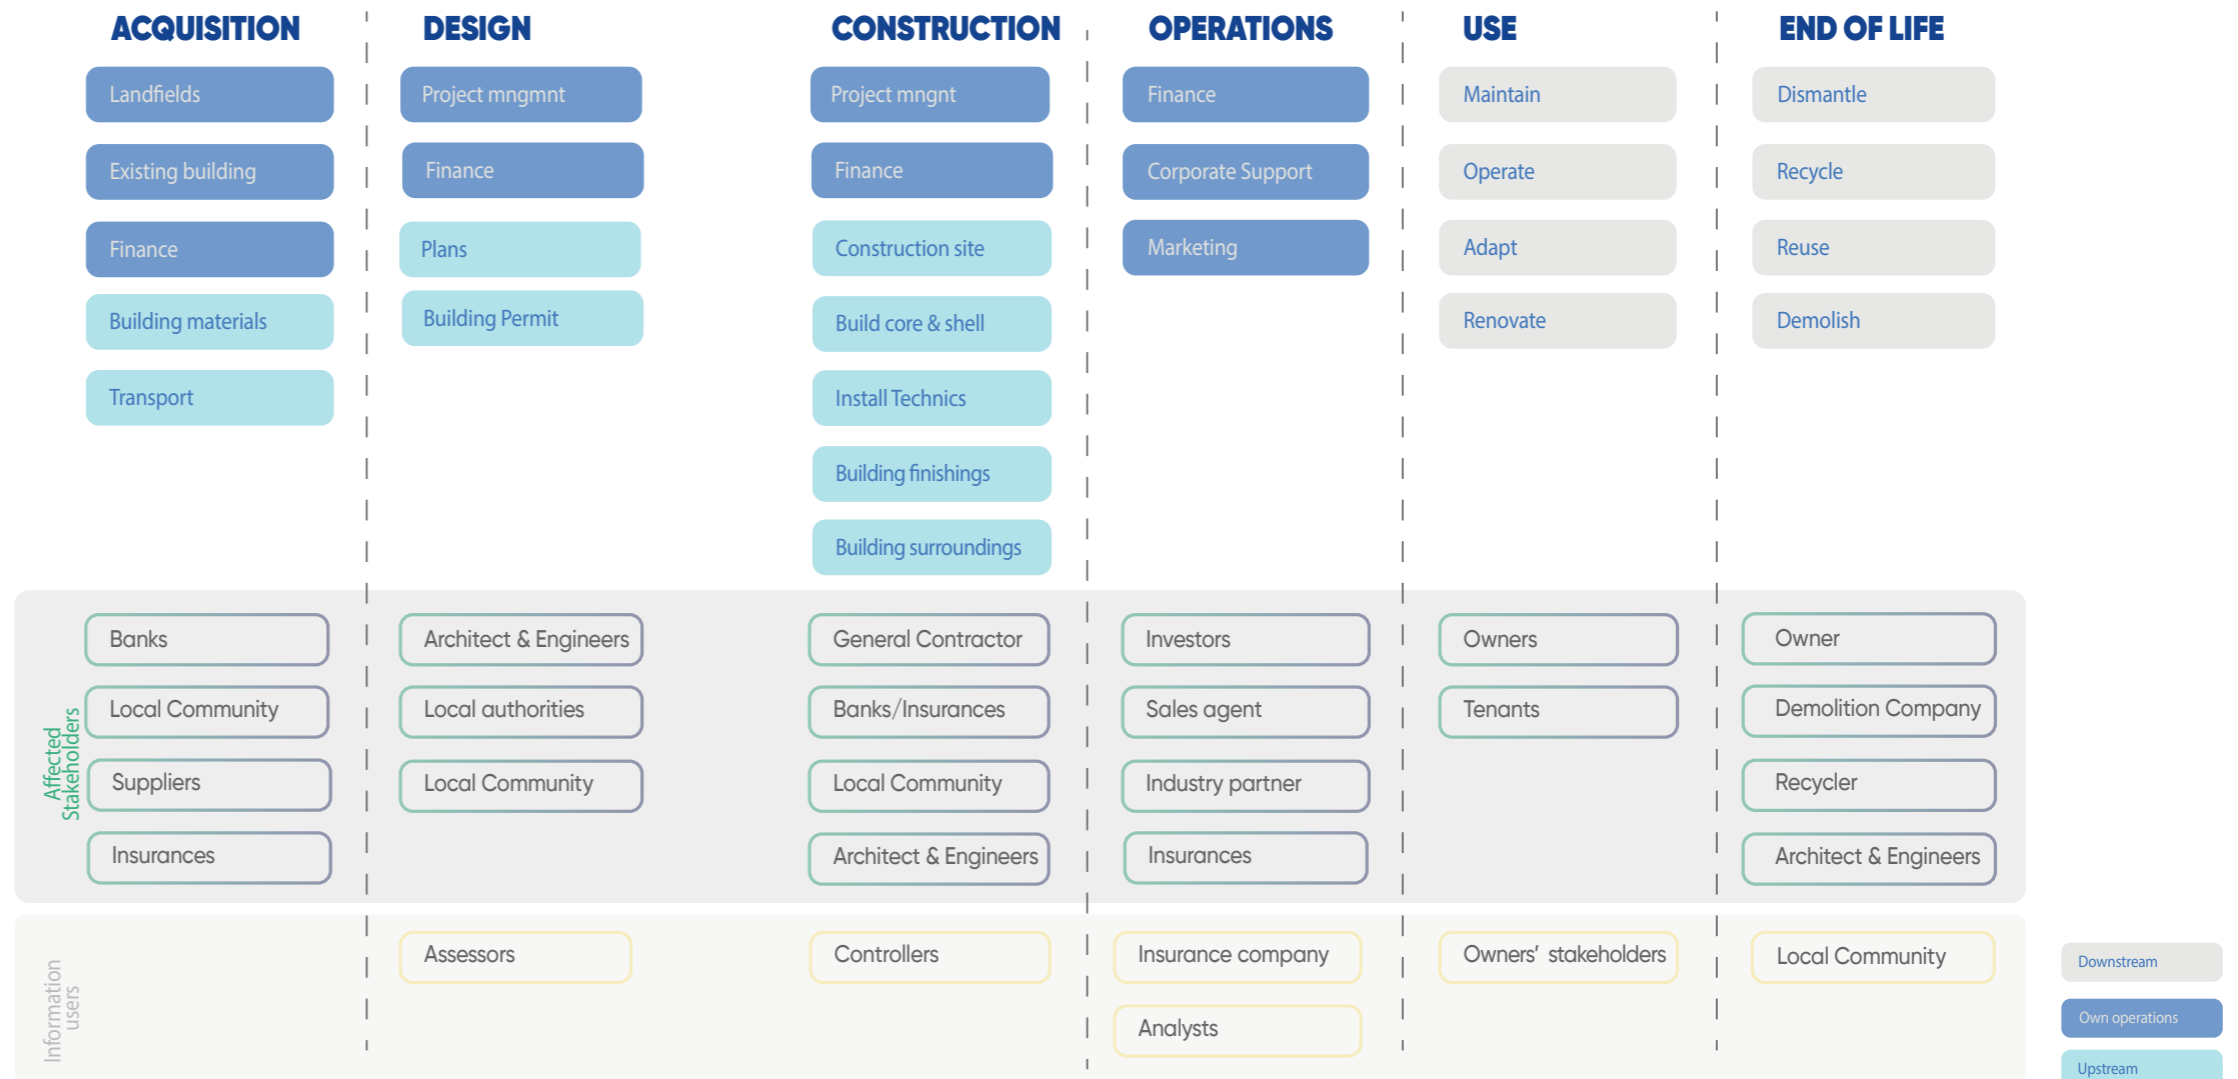 ACQUISITION
Landfields
Existing building
Finance
Building materials
Transport
DESIGN
Project mngmnt
Finance
Plans
Building Permit
CONSTRUCTION
Project mngnt
Finance
Construction site
Build core & shell
Install Technics
Building finishings
Building surroundings
OPERATIONS
Finance
Corporate Support
Marketing
USE
Maintain
Operate
Adapt
Renovate
END OF LIFE
Dismantle
Recycle
Reuse
Demolish
Affected
Stakeholders
Banks
Local Community
Suppliers
Insurances
Architect & Engineers
Local authorities
Local Community
General Contractor
Banks/Insurances
Local Community
Architect & Engineers
Investors
Sales agent
Industry partner
Insurances
Owners
Tenants
Owner
Demolition Company
Recycler
Architect & Engineers
Information
users
Assessors
Controllers
Insurance company
Analysts
Owners' stakeholders
Local Community
Downstream
Own operations
Upstream